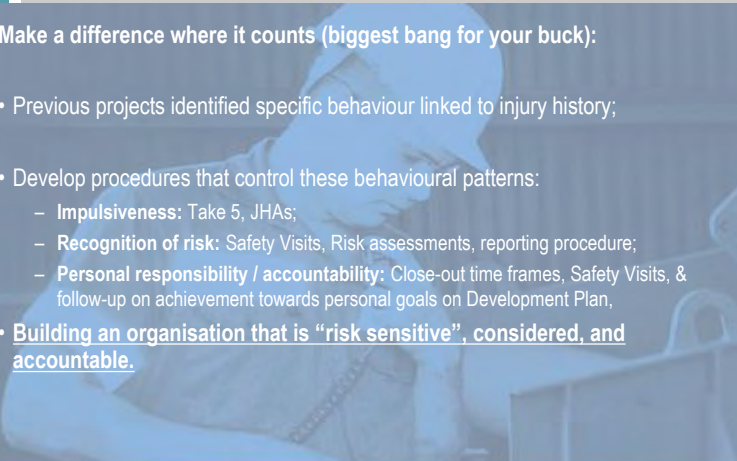 Make a difference where it counts (biggest bang for your buck):
• Previous projects identified specific behaviour linked to injury history;
• Develop procedures that control these behavioural patterns:
– Impulsiveness: Take 5, JHAs;
– Recognition of risk: Safety Visits, Risk assessments, reporting procedure;
– Personal responsibility / accountability: Close-out time frames, Safety Visits, &
follow-up on achievement towards personal goals on Development Plan,
• Building an organisation that is “risk sensitive”, considered, and
accountable.